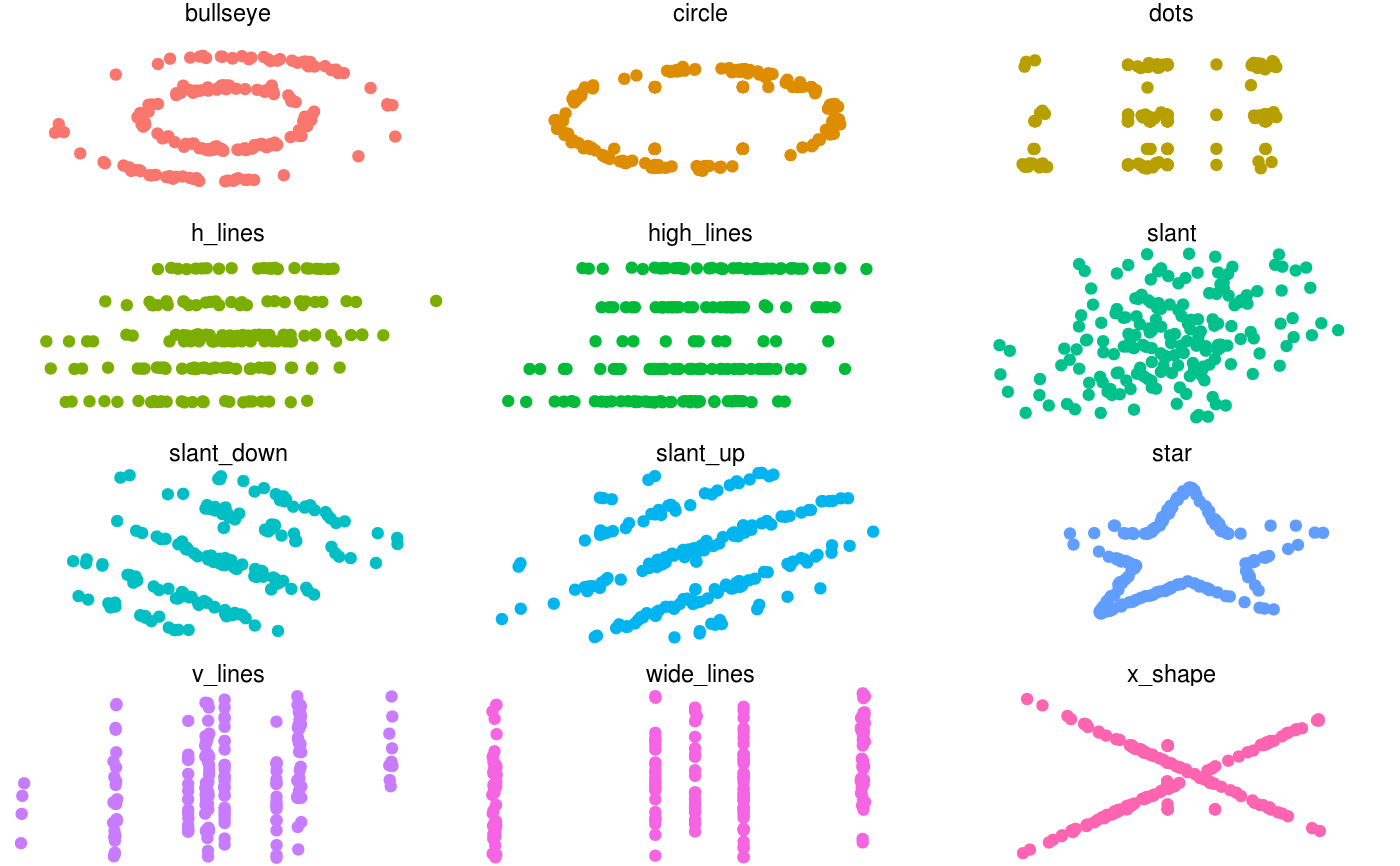 bullseye
circle
dots
h_lines
high_lines
slant
slant_down
slant_up
star
v_lines
wide_lines
x_shape